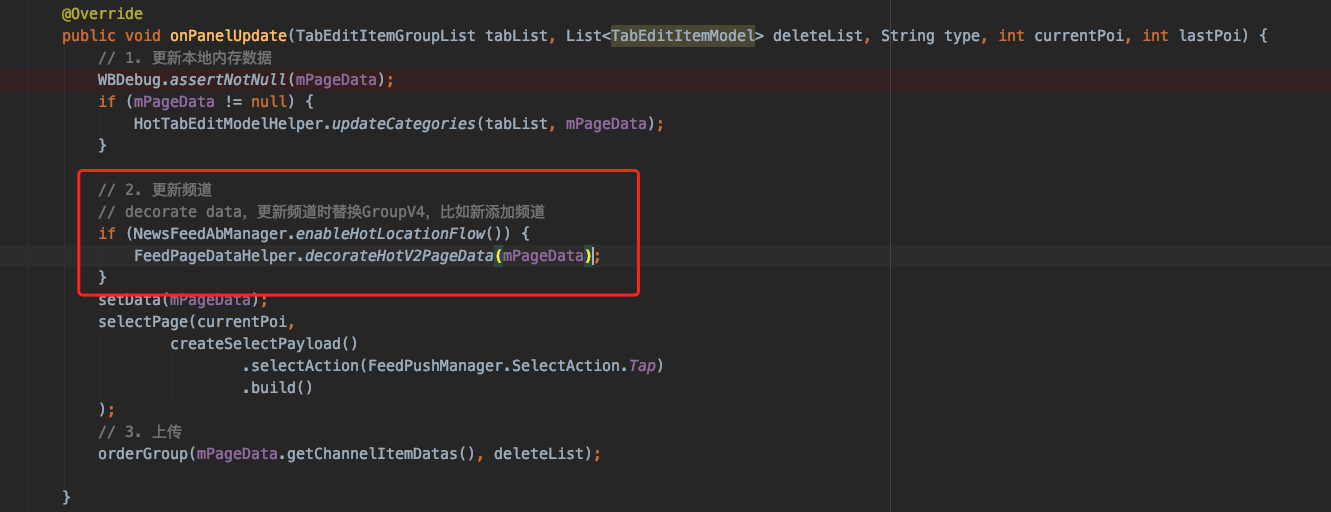 @Override
public void onPanelUpdate(TabEditItemGroupList tabList, List<TabEditItemModel> deleteList, String type, int currentPoi, int lastPoi) {
// 1. 更新本地内存数据
WBDebug.assertNotNull(mPageData);
if (mPageData != null) {
HotTabEditModelHelper.updateCategories(tabList, mPageData);
}
// 2. 更新频道
// decorate data，更新频道时替换GroupV4，比如新添加频道
if (NewsFeedAbManager.enableHotLocationFlow()) {
FeedPageDataHelper.decorateHotV2PageData(mPageData);
}
setData(mPageData);
selectPage(currentPoi,
createSelectPayload()
.selectAction(FeedPushManager.SelectAction.Tap)
.build()
);
// 3. 上传
orderGroup(mPageData.getChannelItemDatas(), deleteList);
}